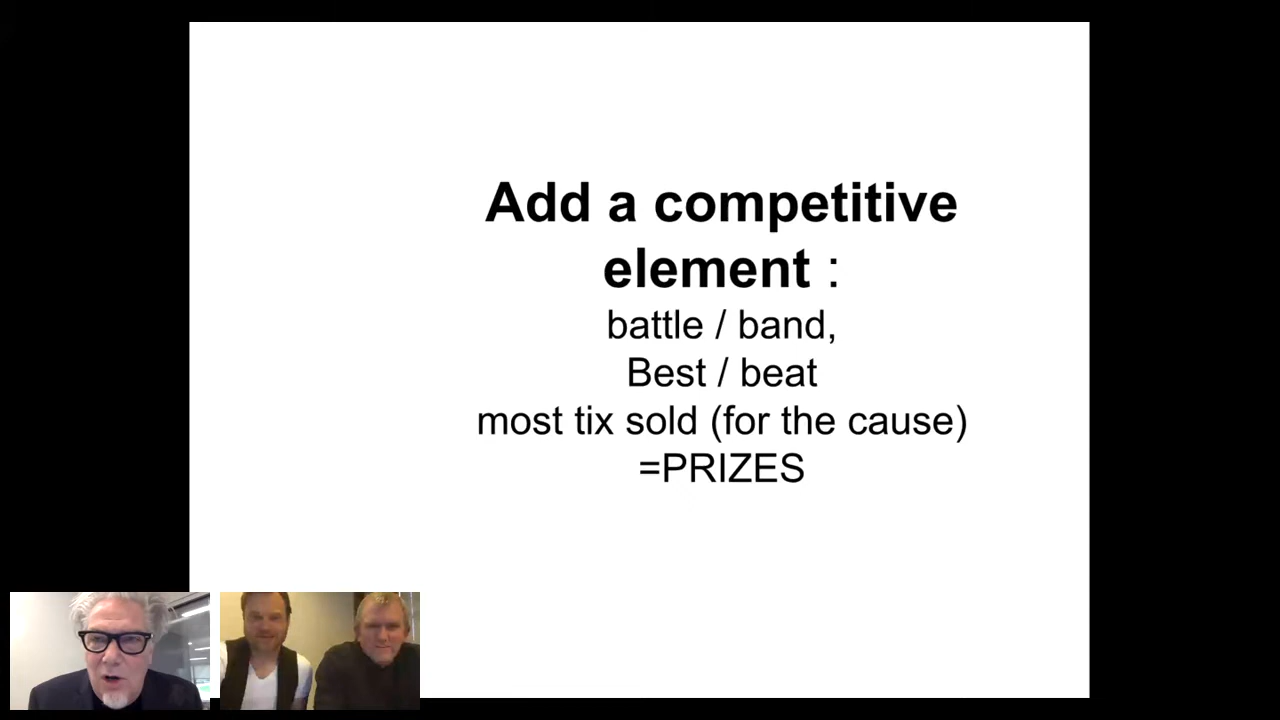 Add a competitive
element :
battle / band,
Best / beat
most tix sold (for the cause)
=PRIZES